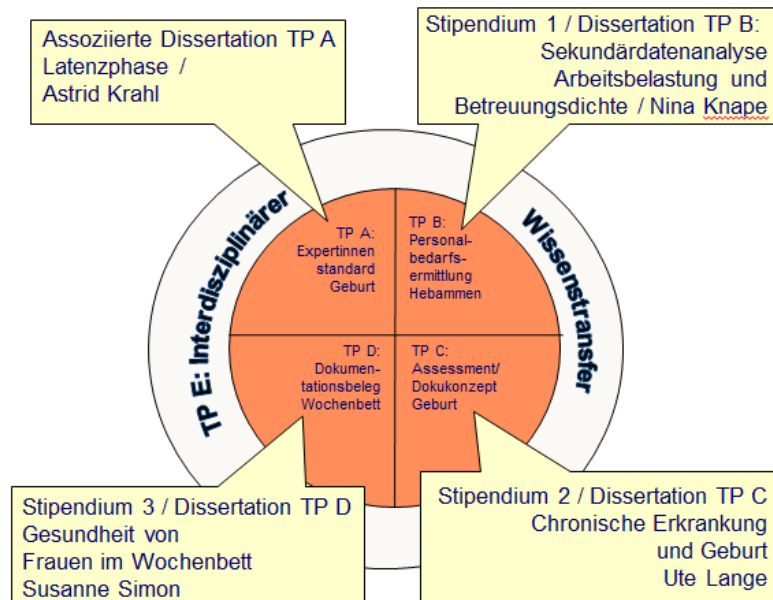 Assoziierte Dissertation TP A
Latenzphase /
Astrid Krahl
Stipendium 1 / Dissertation TP B:
Sekundärdatenanalyse
Arbeitsbelastung und
Betreuungsdichte / Nina Knape
TP E: Interdisziplinärer
Wissenstransfer
TP A:
Expertinnen
standard
Geburt
TP B:
Personal-
bedarfs-
ermittlung
Hebammen
TP D:
Dokumen-
tationsbeleg
Wochenbett
TP C:
Assessment/
Dokukonzept
Geburt
Stipendium 3 / Dissertation TP D
Gesundheit von
Frauen im Wochenbett
Susanne Simon
Stipendium 2 / Dissertation TP C
Chronische Erkrankung
und Geburt
Ute Lange